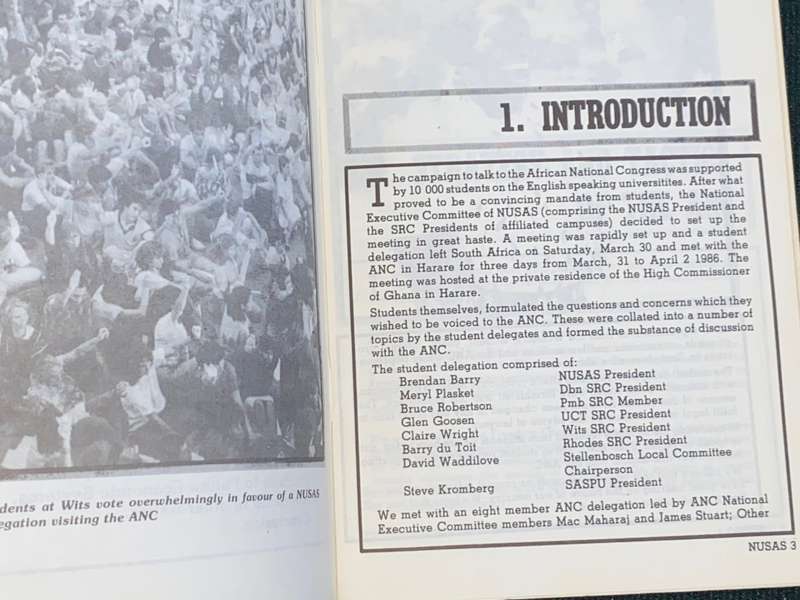 dents at Wits vote overwhelmingly in favour of a NUSAS
egation visiting the ANC
1. INTRODUCTION
The campaign to talk to the African National Congress was supported
by 10 000 students on the English speaking universitities. After what
proved to be a convincing mandate from students, the National
Executive Committee of NUSAS (comprising the NUSAS President and
the SRC Presidents of affiliated campuses) decided to set up the
meeting in great haste. A meeting was rapidly set up and a student
delegation left South Africa on Saturday, March 30 and met with the
ANC in Harare for three days from March, 31 to April 2 1986. The
meeting was hosted at the private residence of the High Commissioner
of Ghana in Harare.
Students themselves, formulated the questions and concerns which they
wished to be voiced to the ANC. These were collated into a number of
topics by the student delegates and formed the substance of discussion
with the ANC.
The student delegation comprised of:
Brendan Barry NUSAS President
Meryl Plasket Dbn SRC President
Bruce Robertson Pmb SRC Member
Glen Goosen UCT SRC President
Claire Wright Wits SRC President
Barry du Toit Rhodes SRC President
David Waddilove Stellenbosch Local Committee
Chairperson
Steve Kromberg SASPU President
We met with an eight member ANC delegation led by ANC National
Executive Committee members Mac Maharaj and James Stuart; Other
NUSAS 3